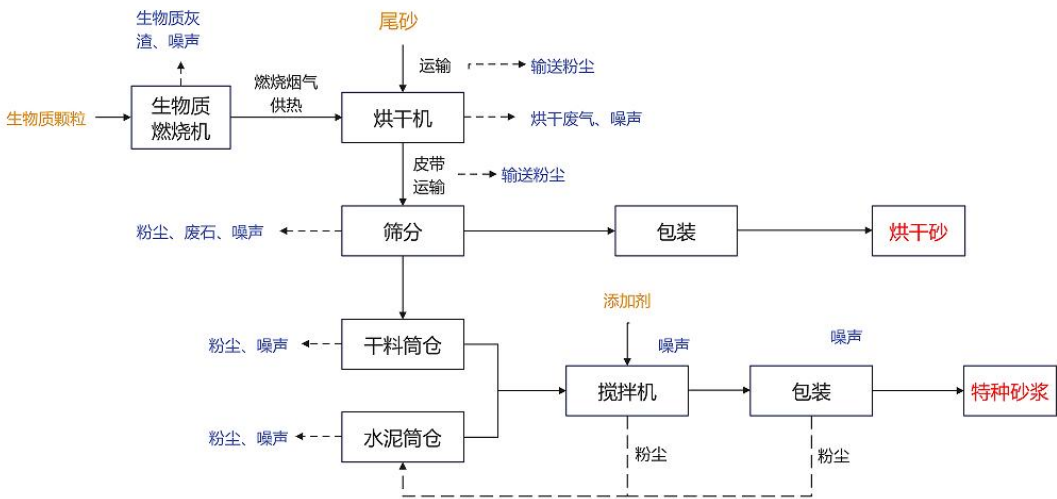 生物质灰
渣、噪声
尾砂
运输
输送粉尘
燃烧烟气
供热
生物质颗粒
生物质
燃烧机
烘干机
烘干废气、噪声
皮带
运输
输送粉尘
粉尘、废石、噪声
筛分
包装
烘干砂
添加剂
粉尘、噪声
干料筒仓
噪声
噪声
搅拌机
包装
特种砂浆
粉尘、噪声
水泥筒仓
粉尘
粉尘